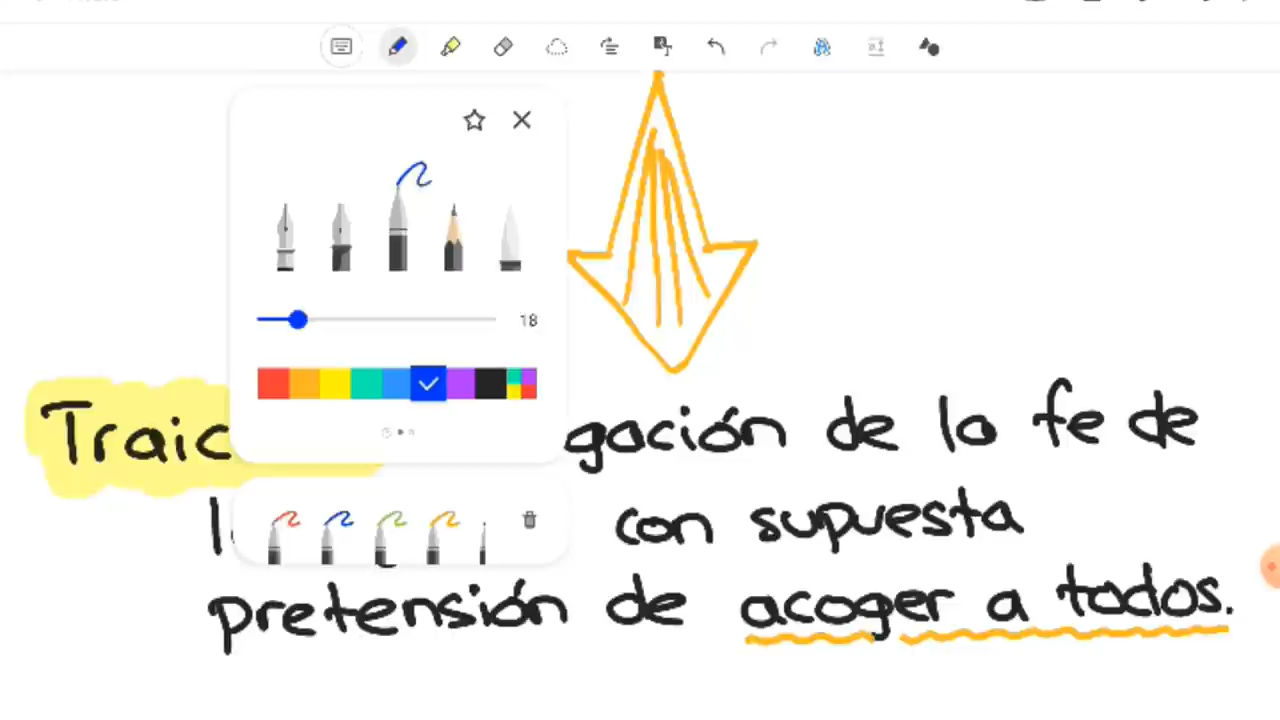 18
Traic gación de la fe de
l con supuesta
pretensión de acoger a todos.